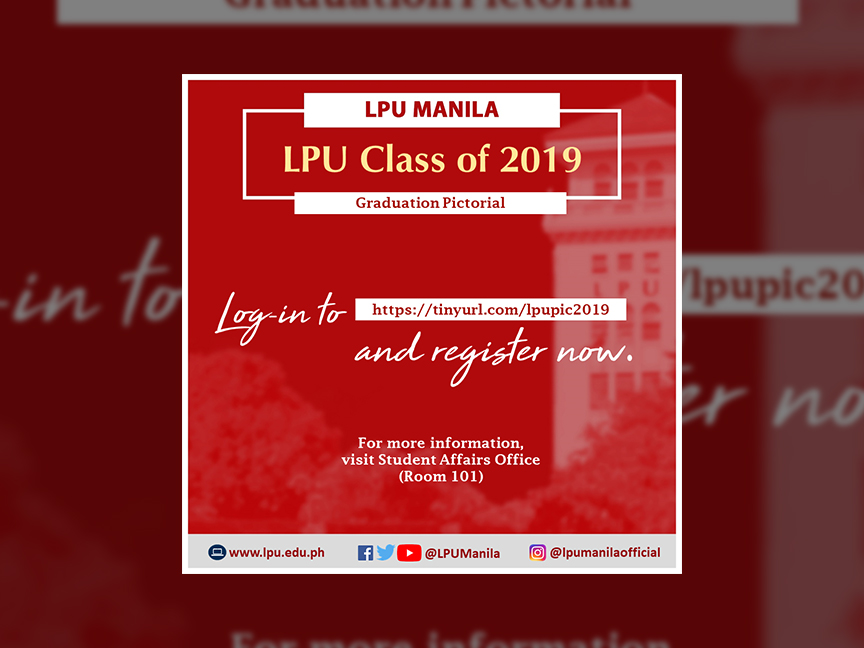 LPU MANILA
LPU Class of 2019
Graduation Pictorial
Log-in to https://tinyurl.com/lpupic2019
and register now.
For more information,
visit Student Affairs Office
(Room 101)
www.lpu.edu.ph @LPUManila @lpumanilaofficial